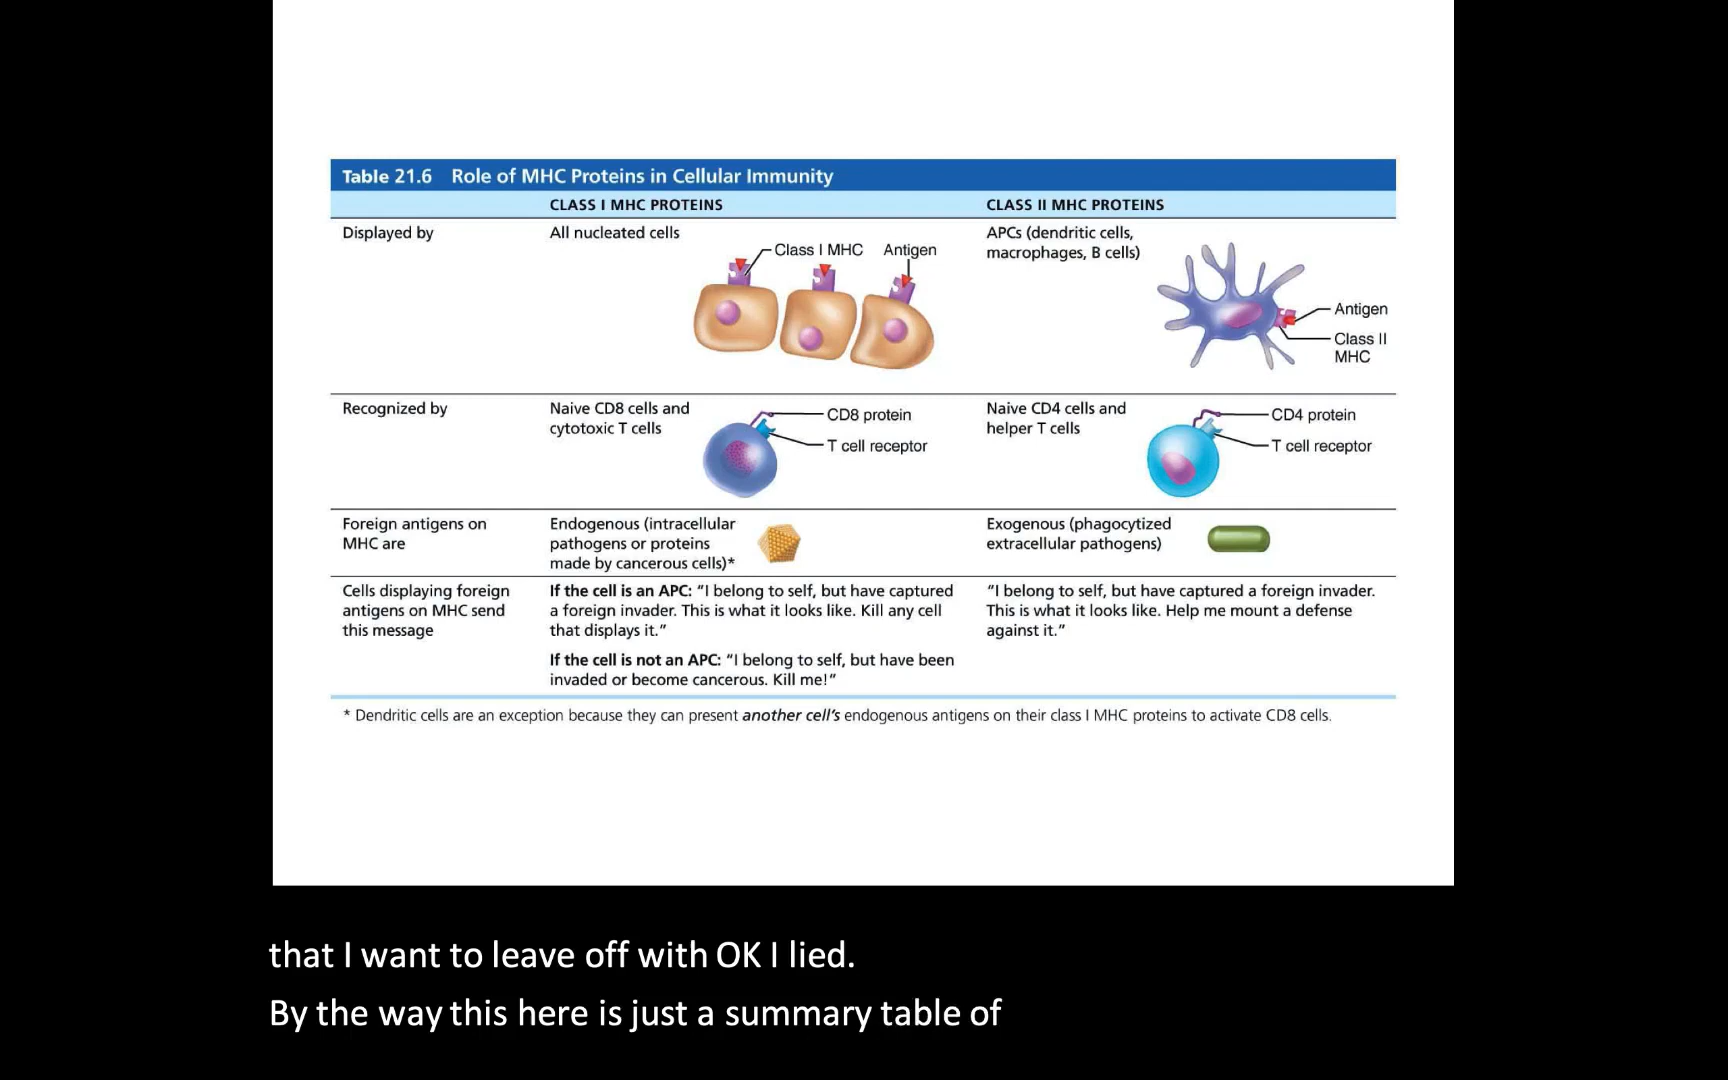 Table 21.6 Role of MHC Proteins in Cellular Immunity
CLASS I MHC PROTEINS
CLASS II MHC PROTEINS
Displayed by
All nucleated cells
Class I MHC
Antigen
APCs (dendritic cells,
macrophages, B cells)
Antigen
Class II
MHC
Recognized by
Naive CD8 cells and
cytotoxic T cells
CD8 protein
T cell receptor
Naive CD4 cells and
helper T cells
CD4 protein
T cell receptor
Foreign antigens on
MHC are
Endogenous (intracellular
pathogens or proteins
made by cancerous cells)*
Exogenous (phagocytized
extracellular pathogens)
Cells displaying foreign
antigens on MHC send
this message
If the cell is an APC: “I belong to self, but have captured
a foreign invader. This is what it looks like. Kill any cell
that displays it.”
If the cell is not an APC: “I belong to self, but have been
invaded or become cancerous. Kill me!”
“I belong to self, but have captured a foreign invader.
This is what it looks like. Help me mount a defense
against it.”
* Dendritic cells are an exception because they can present another cell’s endogenous antigens on their class I MHC proteins to activate CD8 cells.
that I want to leave off with OK I lied.
By the way this here is just a summary table of